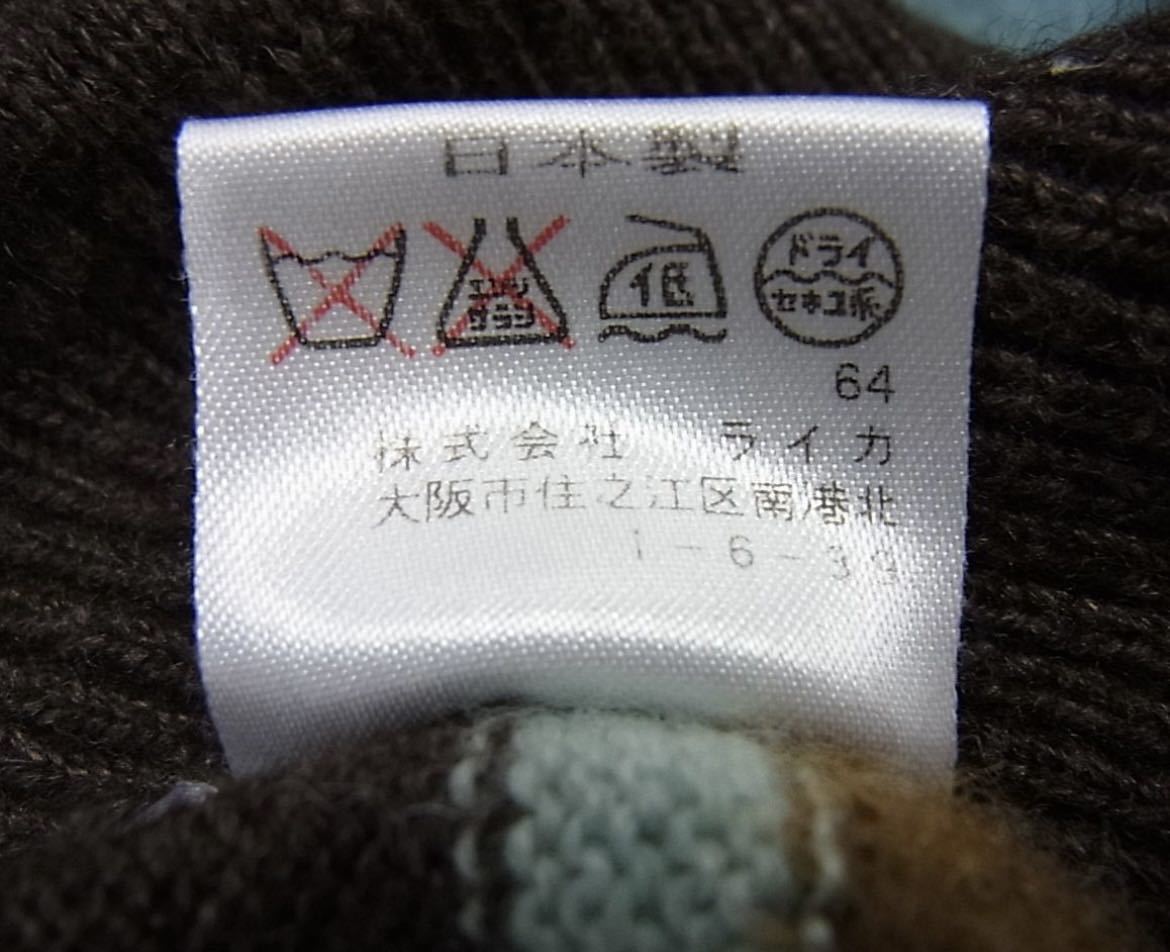 日本製
エンソ
サラシ
低
ドライ
セキユ系
64
株式会社 ライカ
大阪市住之江区南港北
1-6-39